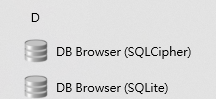 D
DB Browser (SQLCipher)
DB Browser (SQLite)